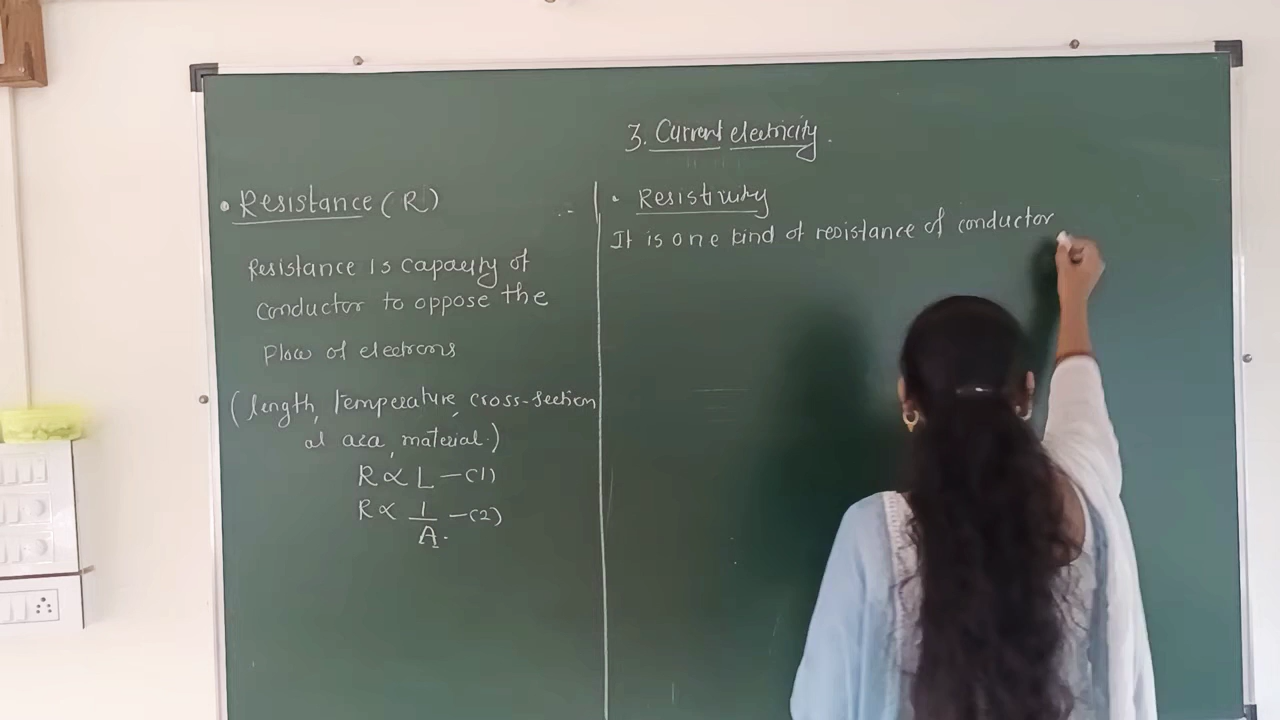 3. Current electricity.
• Resistance (R)
Resistance is capacity of
conductor to oppose the
flow of electrons
(length, temperature, cross-section
of area, material.)
R ∝ L —(1)
R ∝ 1/A —(2)
• Resistivity
It is one kind of resistance of conductor